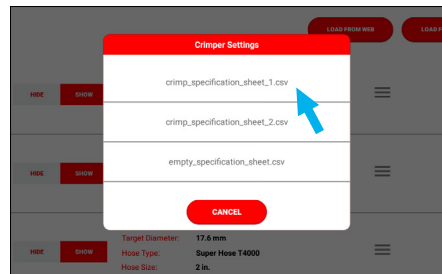 LOAD FROM WEB
LOAD F
Crimper Settings
crimp_specification_sheet_1.csv
HIDE SHOW
crimp_specification_sheet_2.csv
empty_specification_sheet.csv
HIDE SHOW
CANCEL
Target Diameter: 17.6 mm
HIDE SHOW
Hose Type: Super Hose T4000
Hose Size: 2 in.